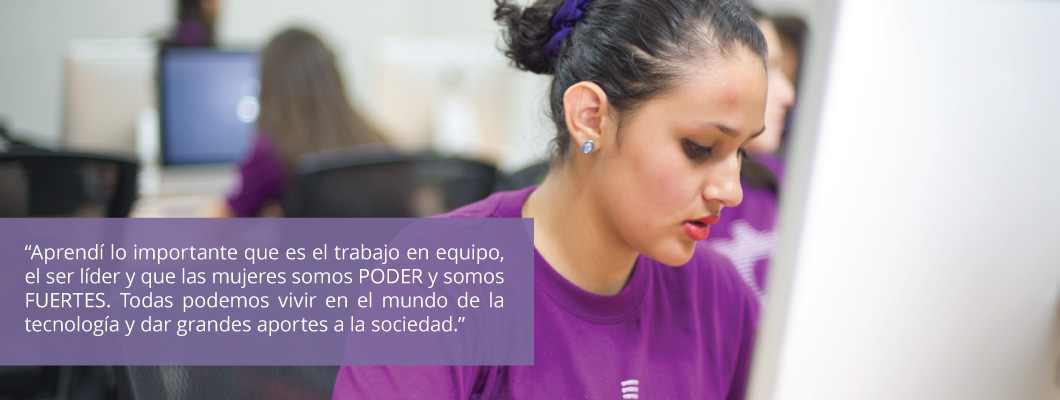 “Aprendí lo importante que es el trabajo en equipo,
el ser líder y que las mujeres somos PODER y somos
FUERTES. Todas podemos vivir en el mundo de la
tecnología y dar grandes aportes a la sociedad.”